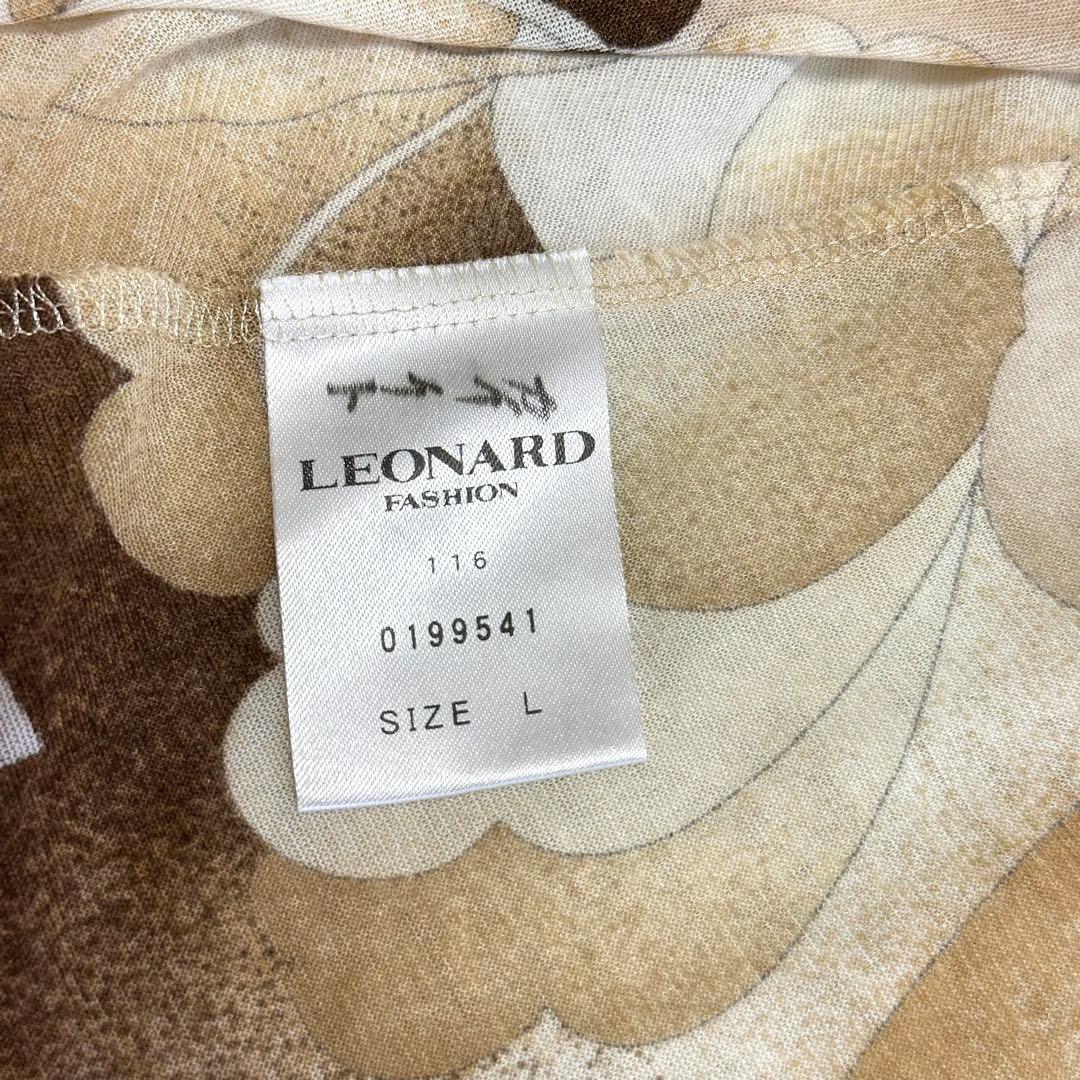 LEONARD
FASHION
116
0199541
SIZE L